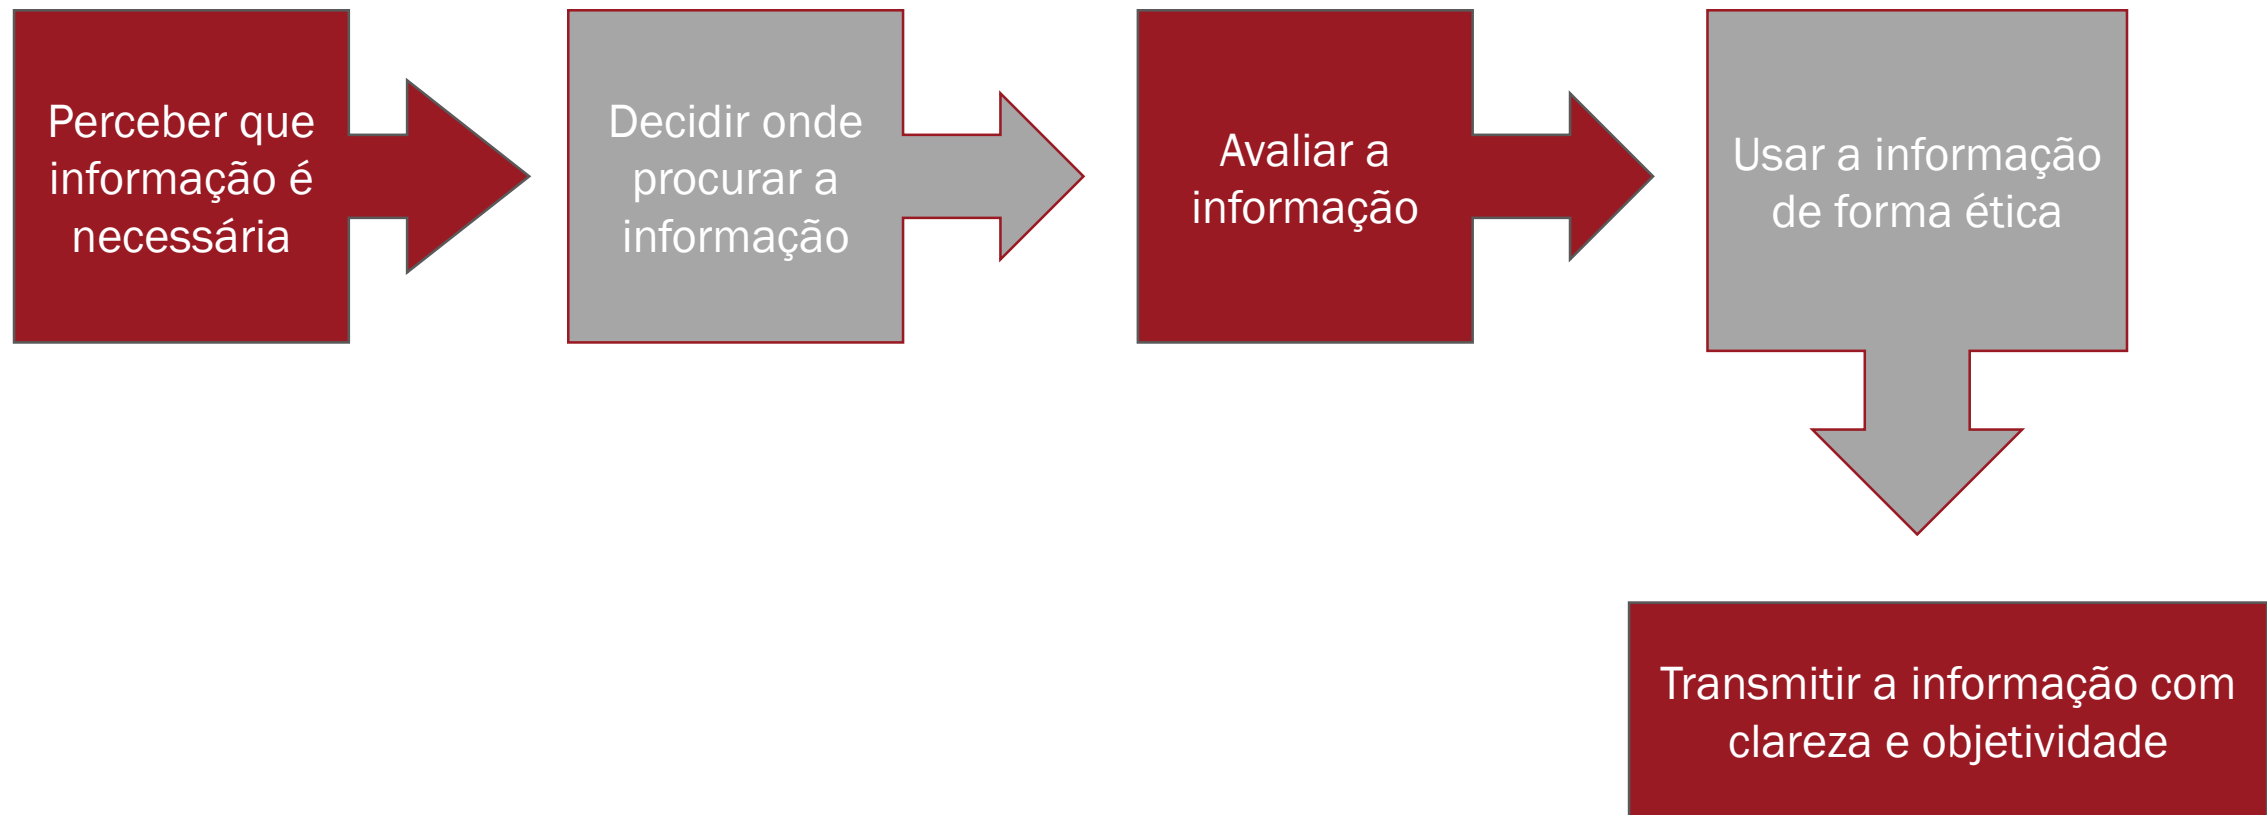 Perceber que
informação é
necessária
Decidir onde
procurar a
informação
Avaliar a
informação
Usar a informação
de forma ética
Transmitir a informação com
clareza e objetividade